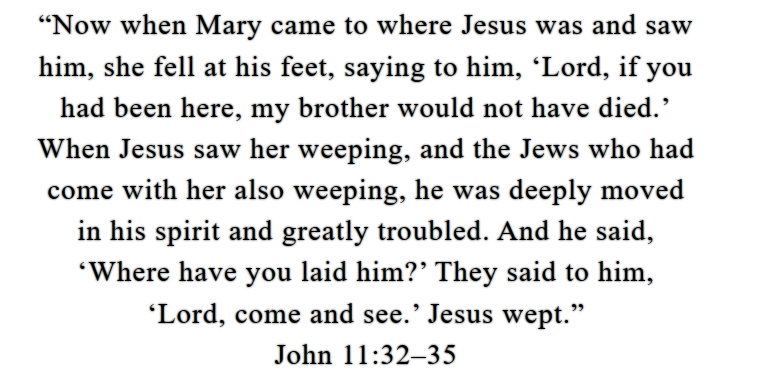 “Now when Mary came to where Jesus was and saw
him, she fell at his feet, saying to him, ‘Lord, if you
had been here, my brother would not have died.’
When Jesus saw her weeping, and the Jews who had
come with her also weeping, he was deeply moved
in his spirit and greatly troubled. And he said,
‘Where have you laid him?’ They said to him,
‘Lord, come and see.’ Jesus wept.”
John 11:32–35